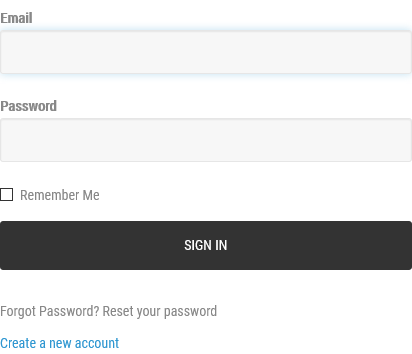 Email
Password
Remember Me
SIGN IN
Forgot Password? Reset your password
Create a new account